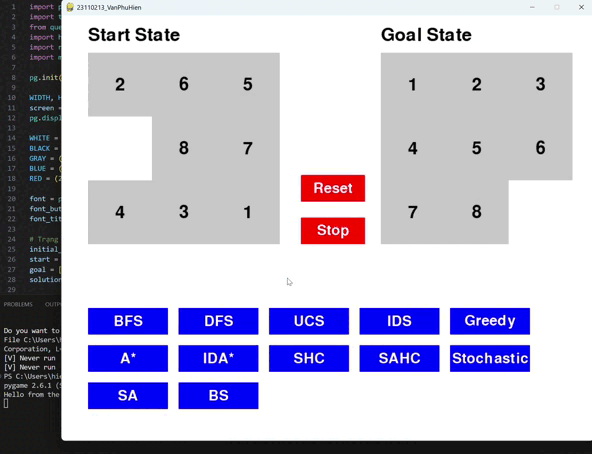 23110213_VanPhuHien
1 import
2 import
3 from que
4 import
5 import
6 import
7
8 pg.init(
9
10 WIDTH, H
11 screen =
12 pg.displ
13
14 WHITE =
15 BLACK =
16 GRAY = (
17 BLUE = (
18 RED = (2
19
20 font = p
21 font_but
22 font_tit
23
24 # Trạng
25 initial_
26 start =
27 goal = [
28 solution
29
PROBLEMS OUTPU
Do you want to
File C:\Users\
Corporation, L=
[V] Never run
[V] Never run
PS C:\Users\hi
pygame 2.6.1 (S
Hello from the
Start State
2 6 5
8 7
4 3 1
Reset
Stop
Goal State
1 2 3
4 5 6
7 8
BFS DFS UCS IDS Greedy
A* IDA* SHC SAHC Stochastic
SA BS